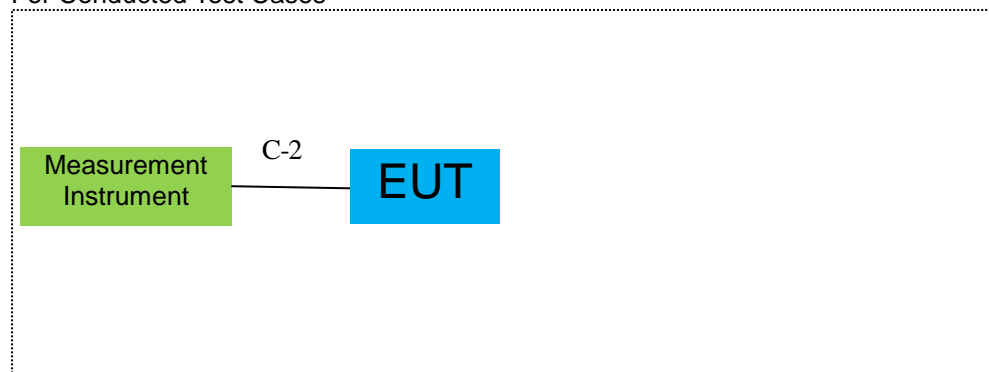 For Conducted Test Cases
C-2
Measurement
Instrument
EUT